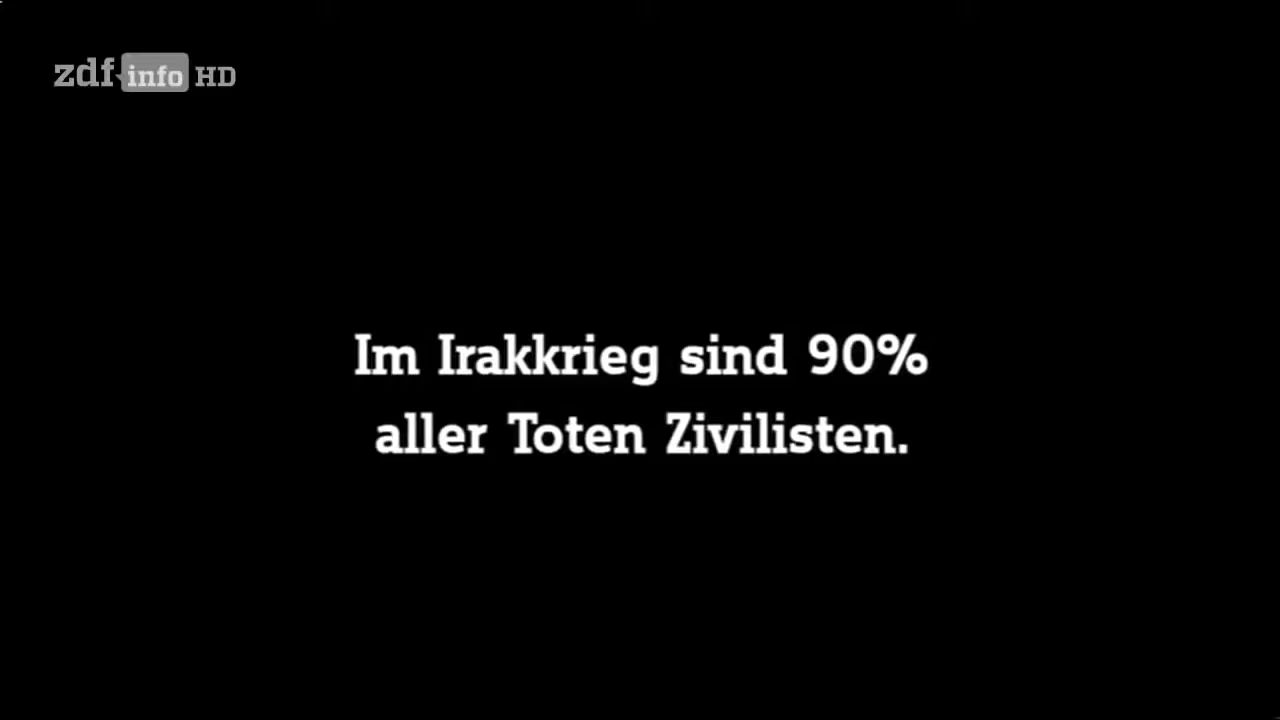 zdf info HD
Im Irakkrieg sind 90%
aller Toten Zivilisten.